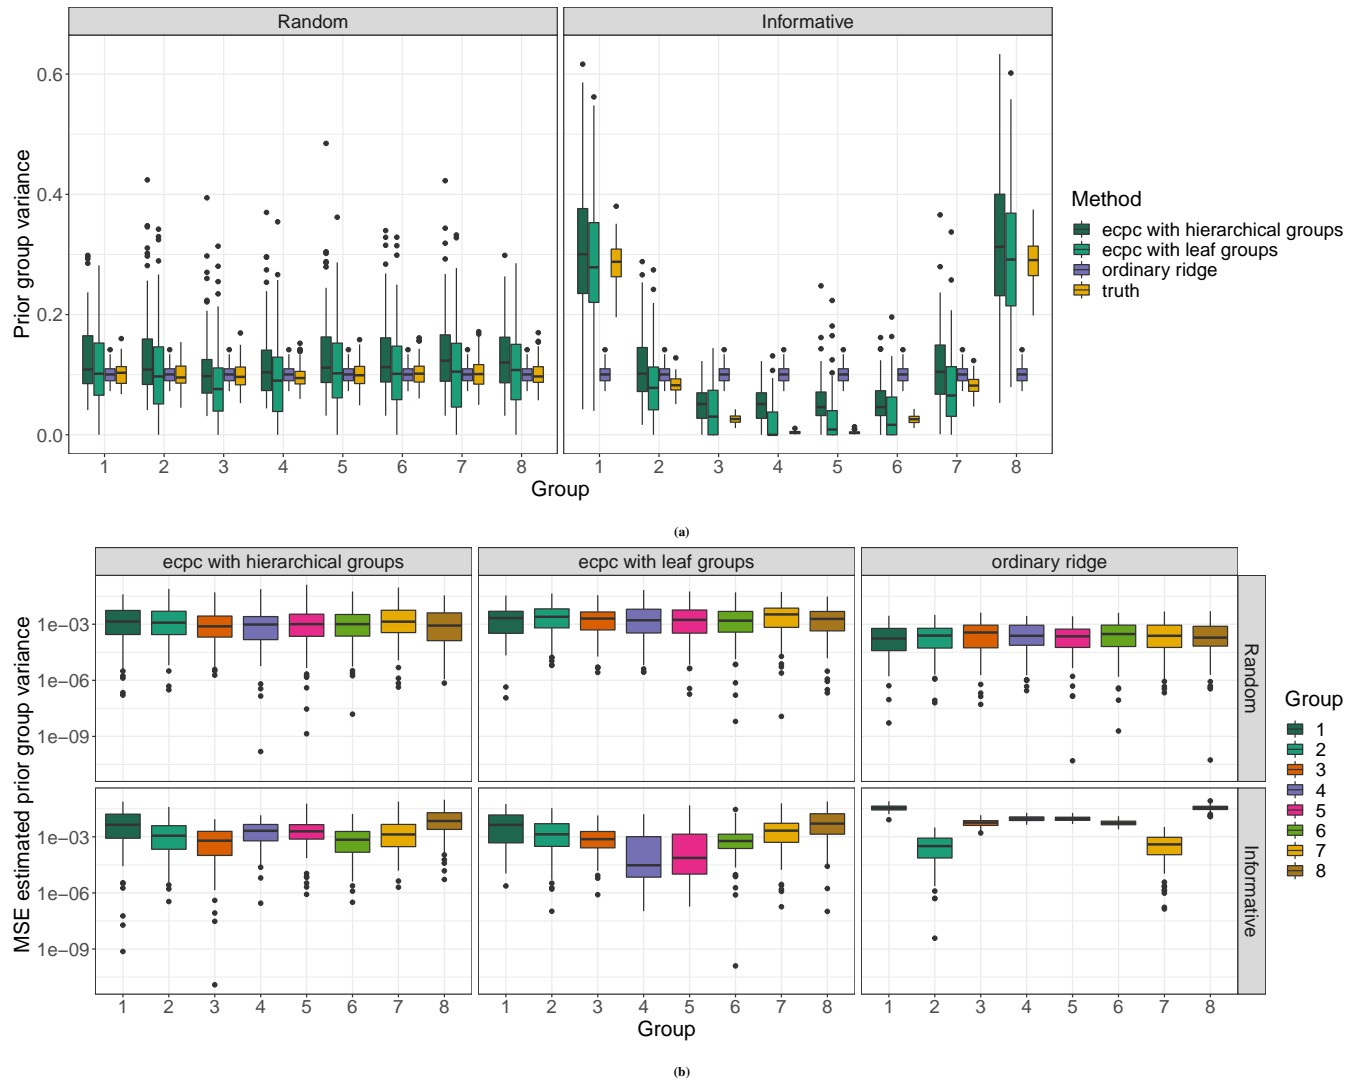 Random
Informative
Prior group variance
0.6
0.4
0.2
0.0
1 2 3 4 5 6 7 8
1 2 3 4 5 6 7 8
Group
Method
ecpc with hierarchical groups
ecpc with leaf groups
ordinary ridge
truth
(a)
ecpc with hierarchical groups
ecpc with leaf groups
ordinary ridge
MSE estimated prior group variance
1e−03
1e−06
1e−09
Random
1e−03
1e−06
1e−09
Informative
1 2 3 4 5 6 7 8
1 2 3 4 5 6 7 8
1 2 3 4 5 6 7 8
Group
Group
1
2
3
4
5
6
7
8
(b)